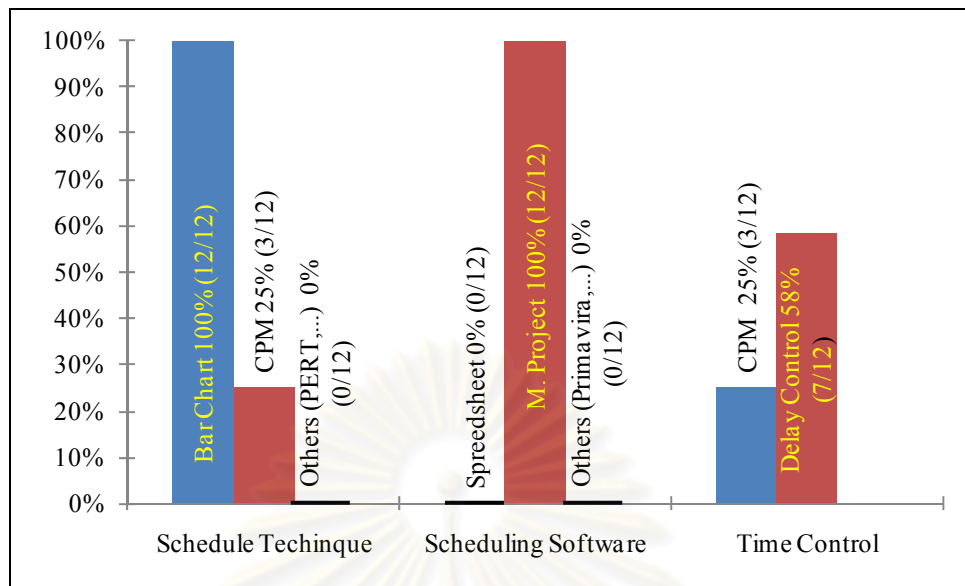 100%
90%
80%
70%
60%
50%
40%
30%
20%
10%
0%
Bar Chart 100% (12/12)
CPM 25% (3/12)
Others (PERT,...) 0%
(0/12)
Spreedsheet 0% (0/12)
M. Project 100% (12/12)
Others (Primavira,...) 0%
(0/12)
CPM 25% (3/12)
Delay Control 58%
(7/12)
Schedule Techinque
Scheduling Software
Time Control